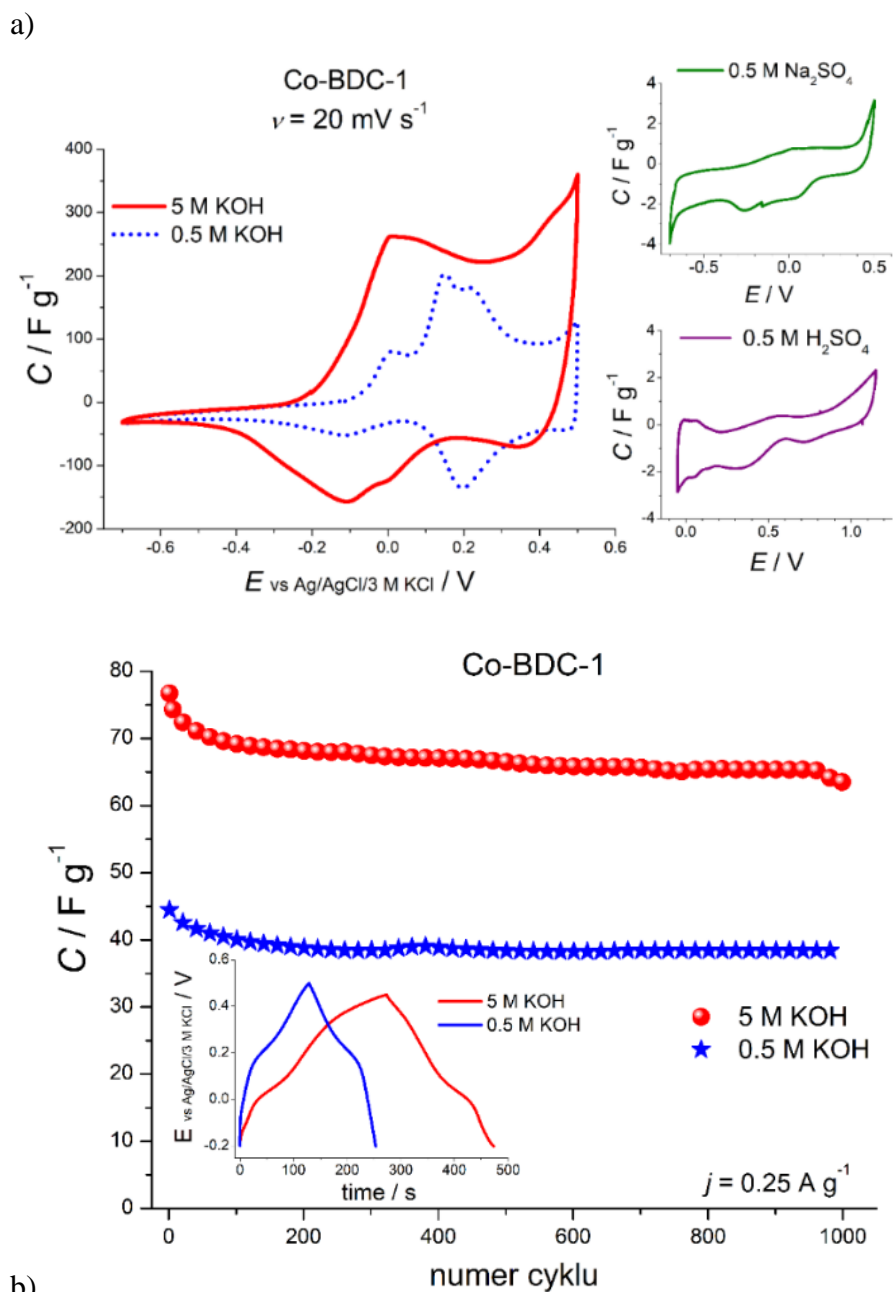 a)
Co-BDC-1
ν = 20 mV s⁻¹
400
300
200
100
0
-100
-200
C / F g⁻¹
5 M KOH
0.5 M KOH
-0.6
-0.4
-0.2
0.0
0.2
0.4
0.6
E vs Ag/AgCl/3 M KCl / V
0.5 M Na₂SO₄
4
2
0
-2
-4
C / F g⁻¹
-0.5
0.0
0.5
E / V
0.5 M H₂SO₄
4
2
0
-2
-4
C / F g⁻¹
0.0
0.5
1.0
E / V
Co-BDC-1
80
70
60
50
40
30
20
10
0
C / F g⁻¹
0.6
0.4
0.2
0.0
-0.2
E vs Ag/AgCl/3 M KCl / V
5 M KOH
0.5 M KOH
0
100
200
300
400
500
time / s
5 M KOH
0.5 M KOH
j = 0.25 A g⁻¹
0
200
400
600
800
1000
numer cyklu
b)